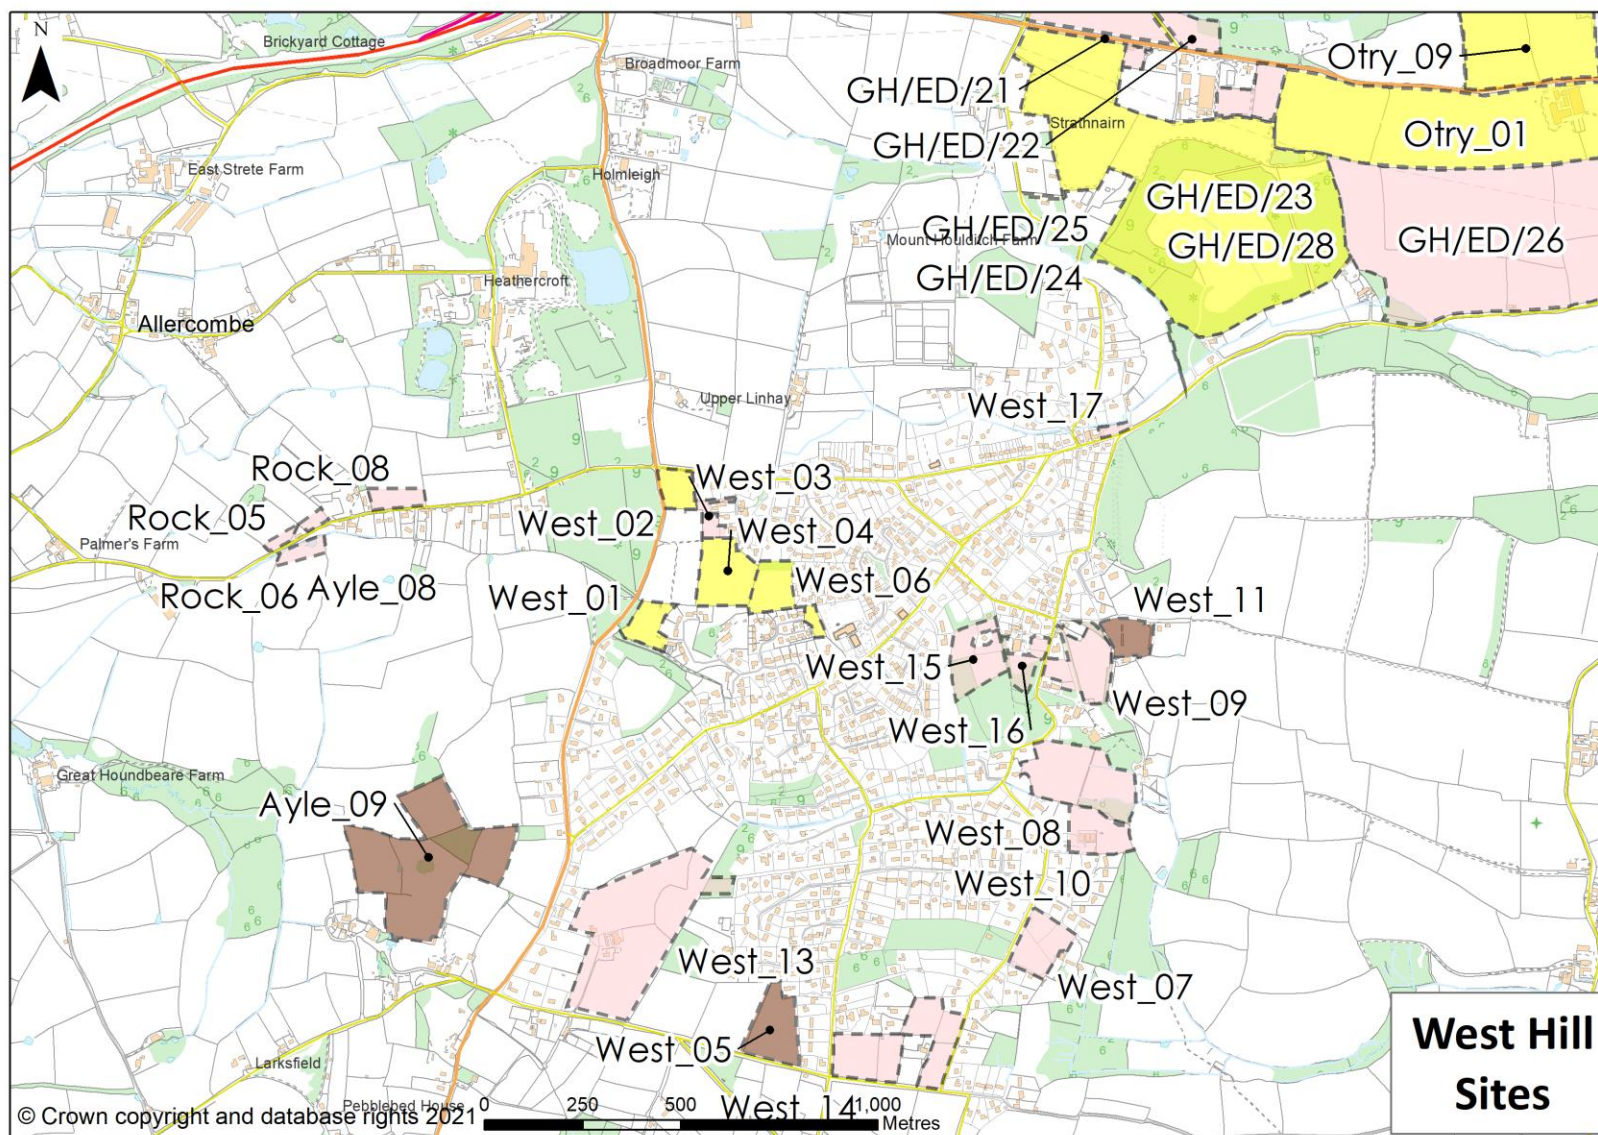 N
Brickyard Cottage
Broadmoor Farm
Otry_09
GH/ED/21
Strathnairn
GH/ED/22
Otry_01
East Strete Farm
Holmleigh
GH/ED/23
GH/ED/25
Mount Houlditch Farm
GH/ED/28
GH/ED/26
GH/ED/24
Heathercroft
Allercombe
Upper Linhay
West_17
Rock_08
West_03
Rock_05
West_02
West_04
Palmer's Farm
Rock_06
Ayle_08
West_01
West_06
West_11
West_15
West_09
West_16
Great Houndbeare Farm
Ayle_09
West_08
West_10
West_13
West_07
West_05
Larksfield
Pebblebed House
West_14
© Crown copyright and database rights 2021
0 250 500 1,000
Metres
West Hill
Sites